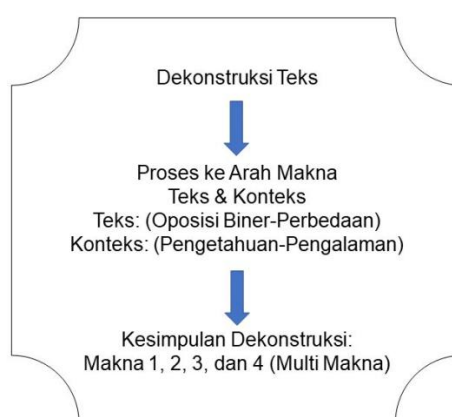 Dekonstruksi Teks
Proses ke Arah Makna
Teks & Konteks
Teks: (Oposisi Biner-Perbedaan)
Konteks: (Pengetahuan-Pengalaman)
Kesimpulan Dekonstruksi:
Makna 1, 2, 3, dan 4 (Multi Makna)